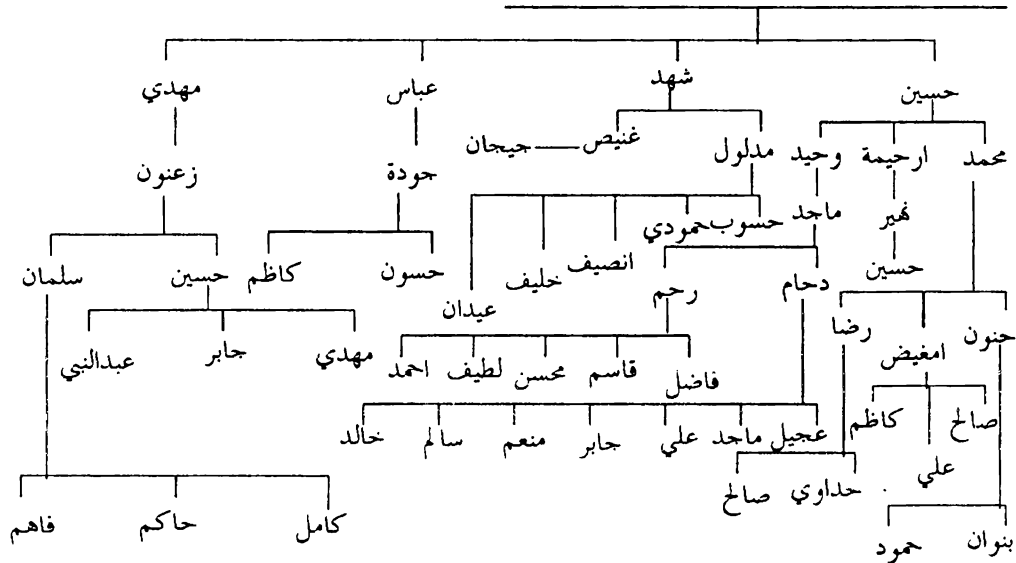 حسين شهد عباس مهدي
محمد ارحيمة وحيد مدلول غنيص جيجان جودة زعنون
نهير ماجد حسوب حمودي انصيف خليف عيدان
حسين دحام رحم حسون كاظم حسين سلمان
حنون امغيض رضا فاضل قاسم محسن لطيف احمد مهدي جابر عبدالنبي
صالح علي كاظم عجيل ماجد علي جابر منعم سالم خالد
بنوان حمود حداوي صالح كامل حاكم فاهم